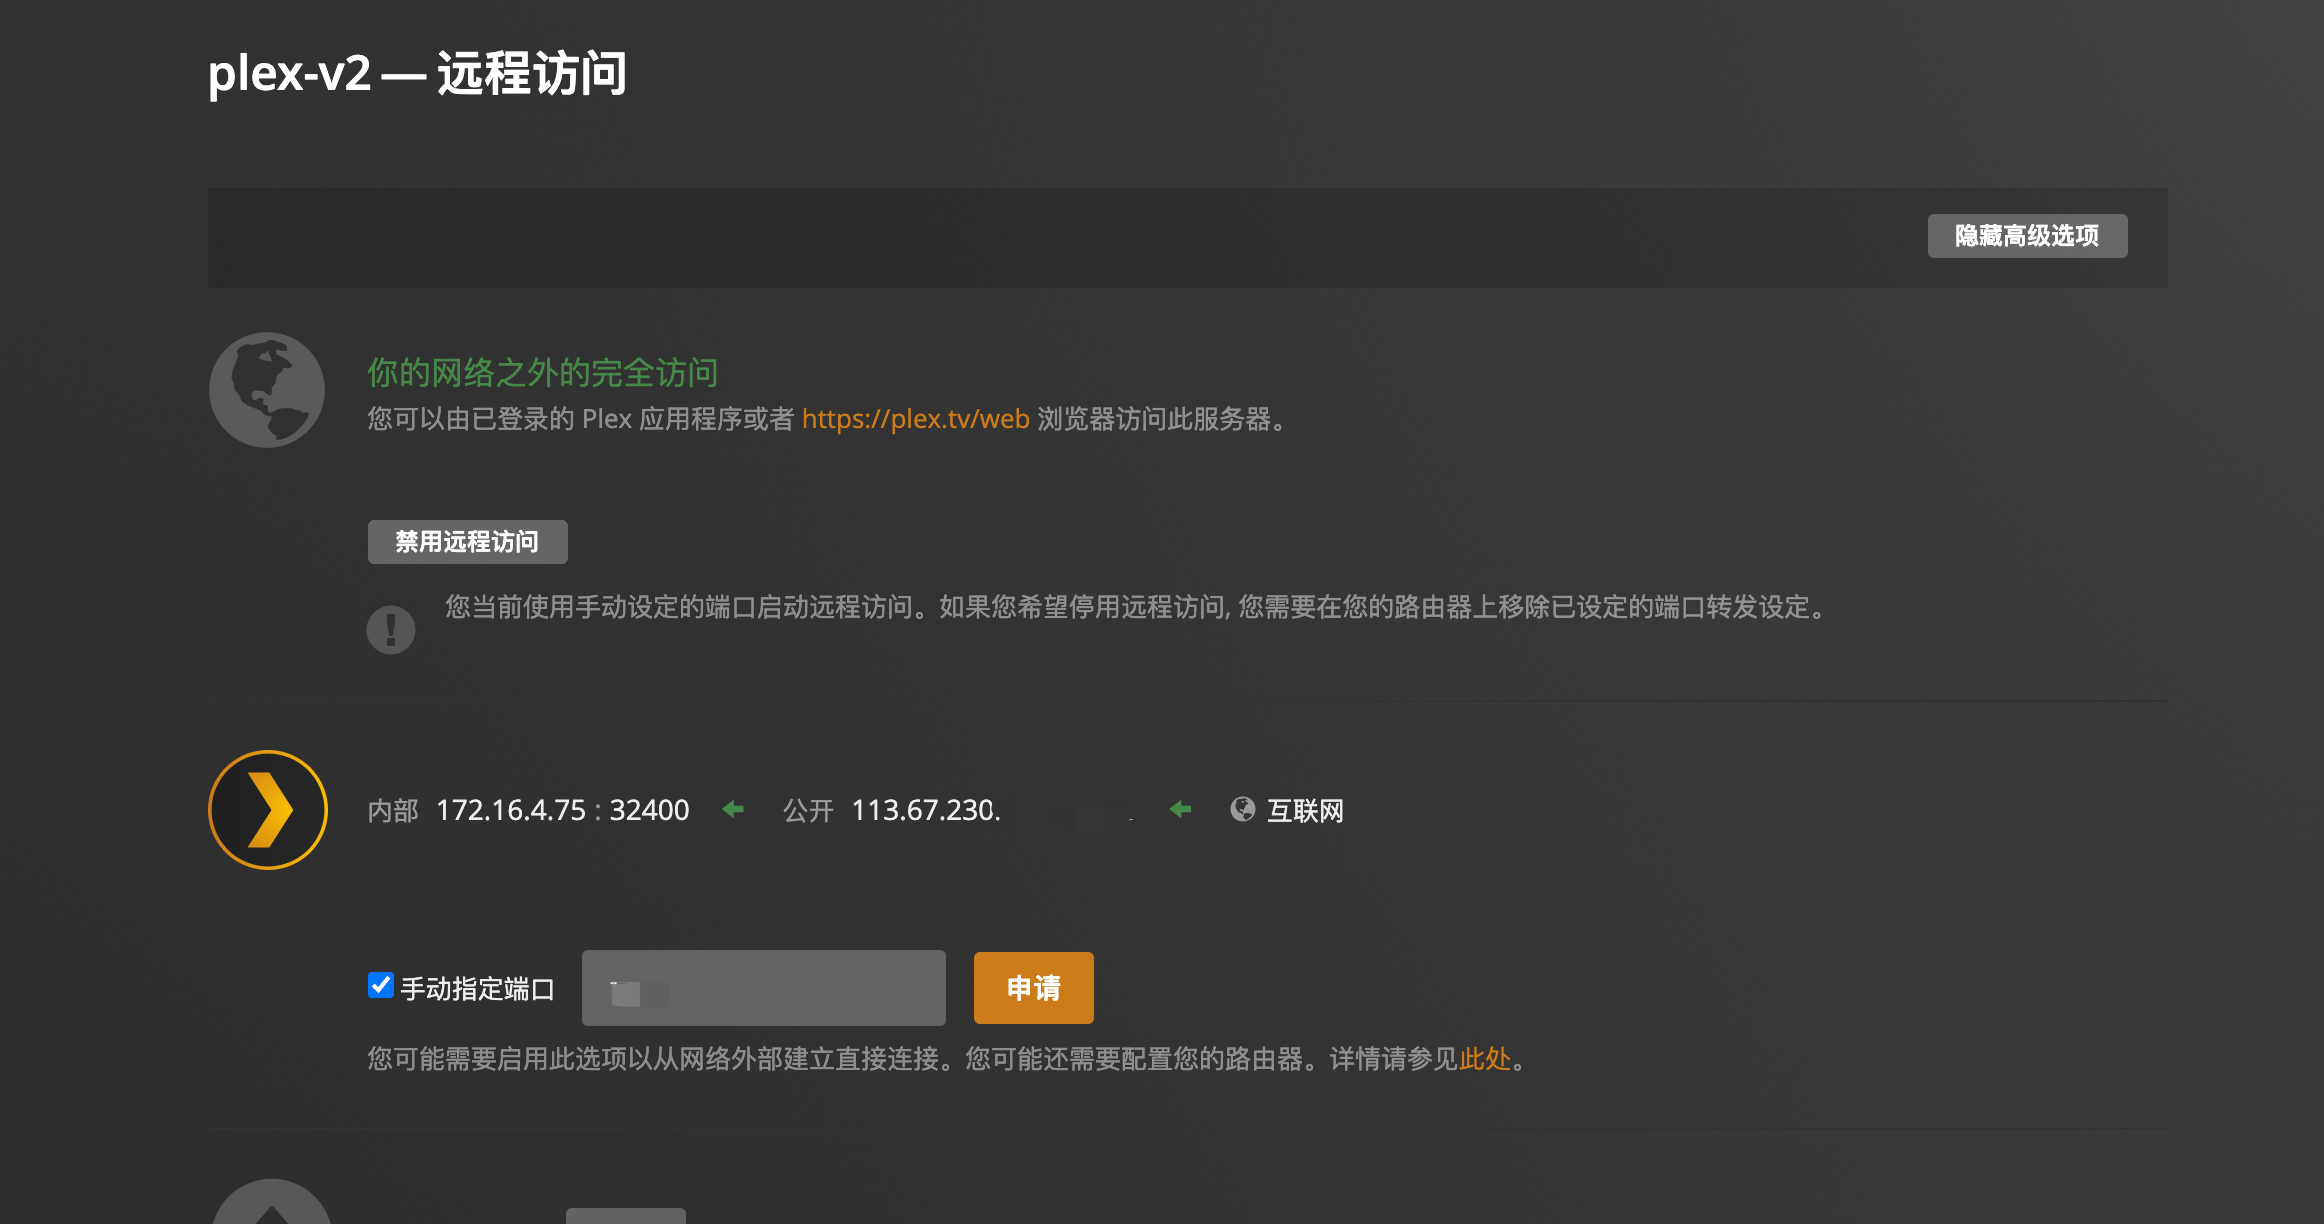 plex-v2 — 远程访问
隐藏高级选项
你的网络之外的完全访问
您可以由已登录的 Plex 应用程序或者 https://plex.tv/web 浏览器访问此服务器。
禁用远程访问
您当前使用手动设定的端口启动远程访问。如果您希望停用远程访问, 您需要在您的路由器上移除已设定的端口转发设定。
内部 172.16.4.75 : 32400 公开 113.67.230. 互联网
手动指定端口 申请
您可能需要启用此选项以从网络外部建立直接连接。您可能还需要配置您的路由器。详情请参见此处。